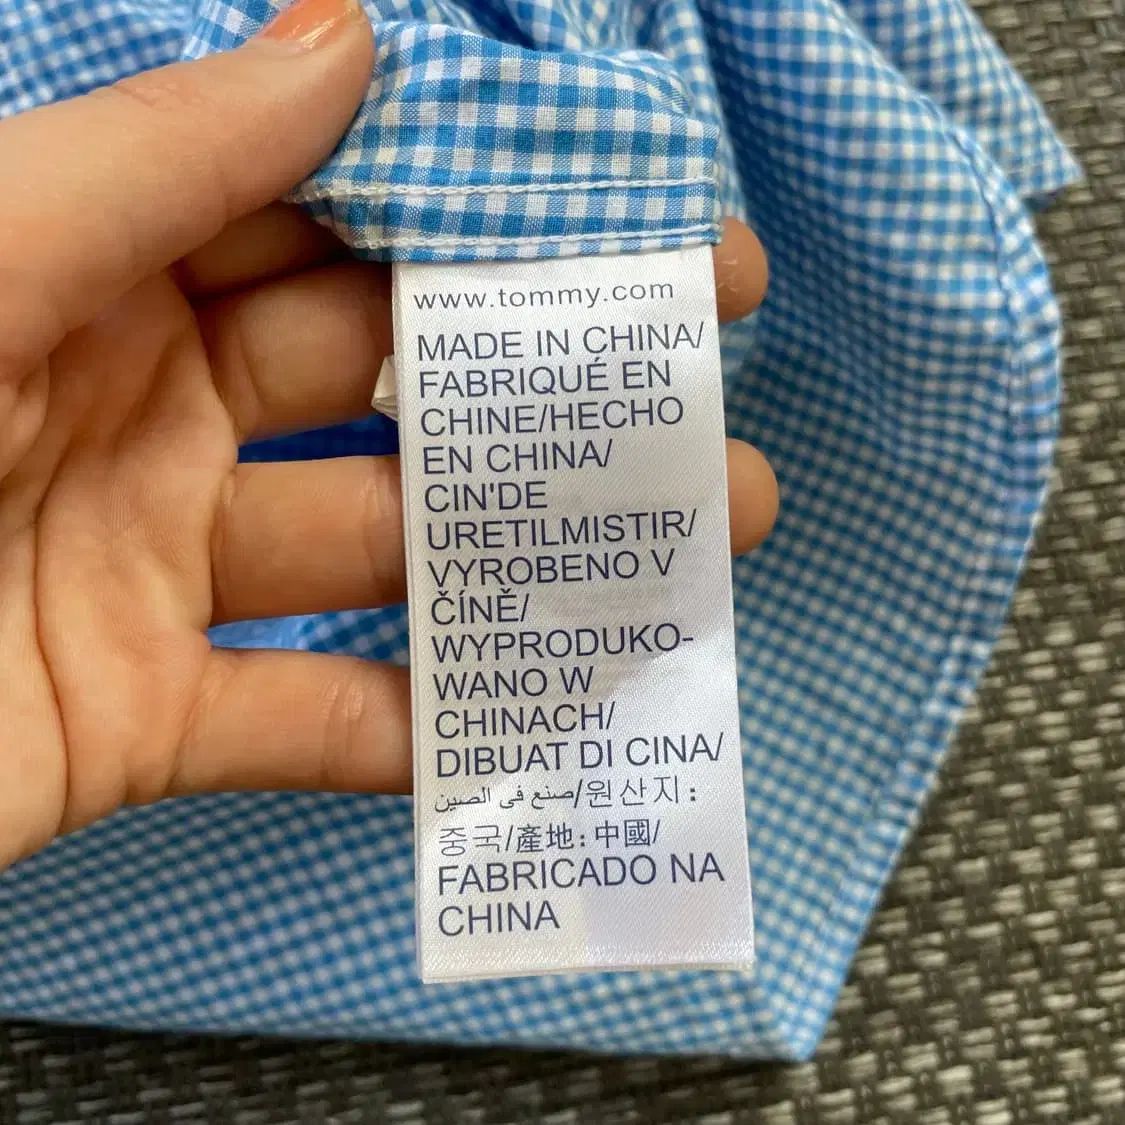 www.tommy.com
MADE IN CHINA/
FABRIQUÉ EN
CHINE/HECHO
EN CHINA/
CIN'DE
URETILMISTIR/
VYROBENO V
ČÍNĚ/
WYPRODUKO-
WANO W
CHINACH/
DIBUAT DI CINA/
صنع في الصين/원산지:
중국/產地:中國/
FABRICADO NA
CHINA